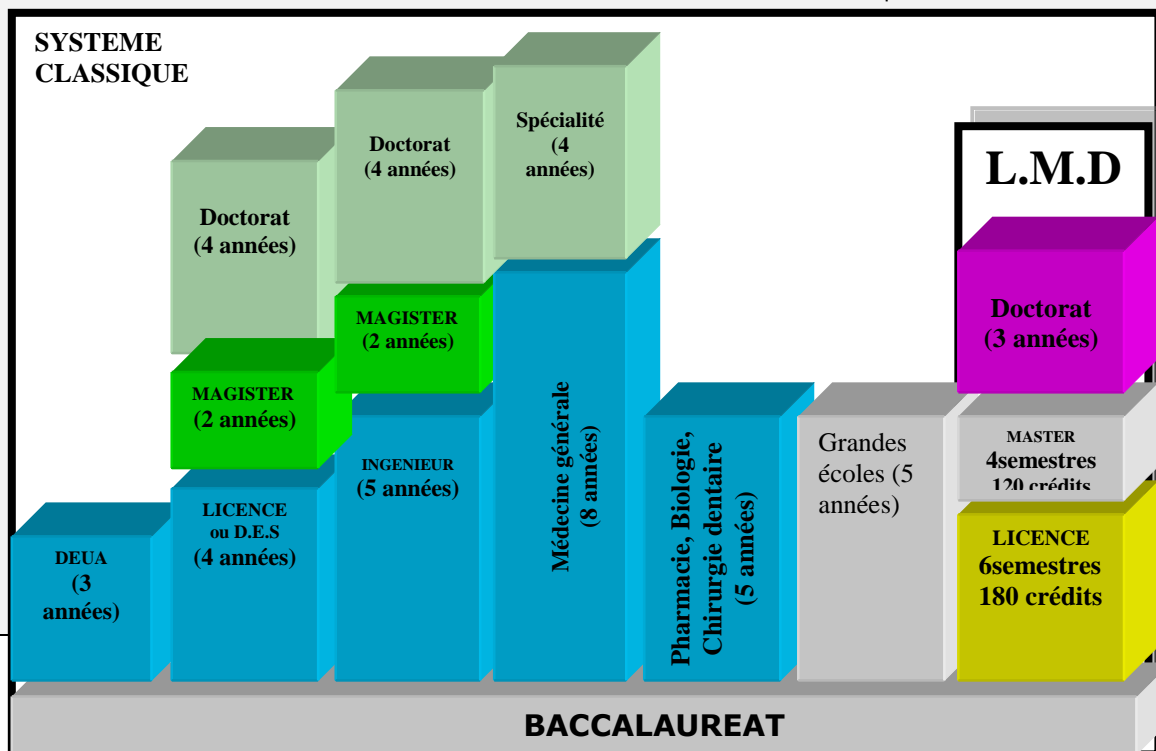 SYSTEME
CLASSIQUE
Doctorat
(4 années)
MAGISTER
(2 années)
LICENCE
ou D.E.S
(4 années)
DEUA
(3
années)
Doctorat
(4 années)
MAGISTER
(2 années)
INGENIEUR
(5 années)
Spécialité
(4
années)
Médecine générale
(8 années)
Pharmacie, Biologie,
Chirurgie dentaire
(5 années)
Grandes
écoles (5
années)
L.M.D
Doctorat
(3 années)
MASTER
4semestres
120 crédits
LICENCE
6semestres
180 crédits
BACCALAUREAT